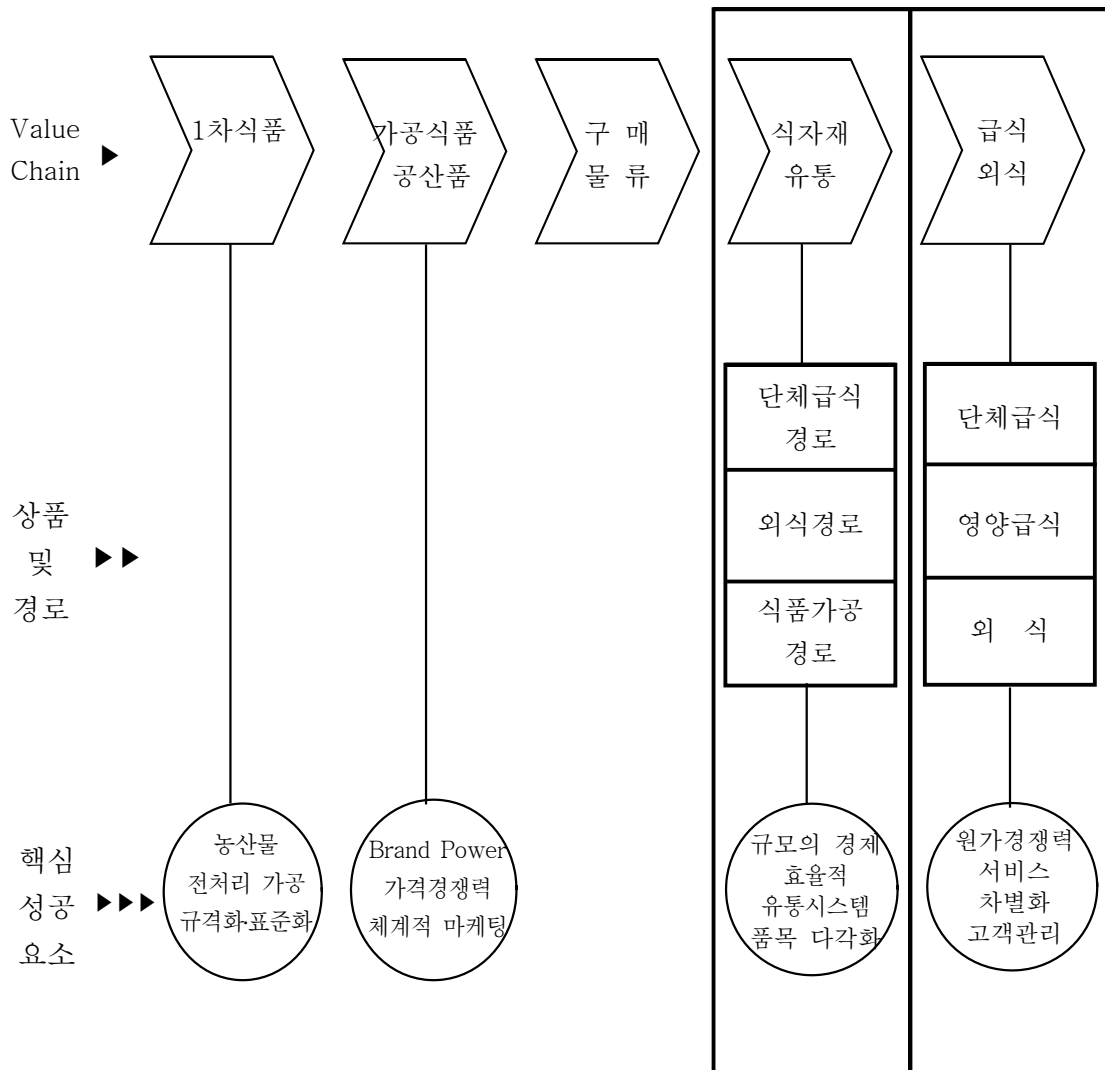 Value
Chain ▶
1차식품
가공식품
공산품
구 매
물 류
식자재
유통
급식
외식
상품
및 ▶▶
경로
단체급식
경로
외식경로
식품가공
경로
단체급식
영양급식
외 식
핵심
성공 ▶▶▶
요소
농산물
전처리 가공
규격화·표준화
Brand Power
가격경쟁력
체계적 마케팅
규모의 경제
효율적
유통시스템
품목 다각화
원가경쟁력
서비스
차별화
고객관리